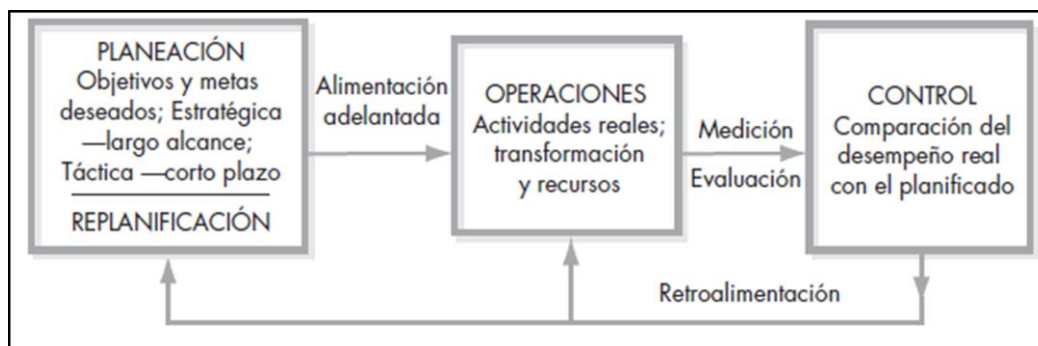 PLANEACIÓN
Objetivos y metas
deseados; Estratégica
—largo alcance;
Táctica —corto plazo
REPLANIFICACIÓN
Alimentación
adelantada
OPERACIONES
Actividades reales;
transformación
y recursos
Medición
Evaluación
CONTROL
Comparación del
desempeño real
con el planificado
Retroalimentación